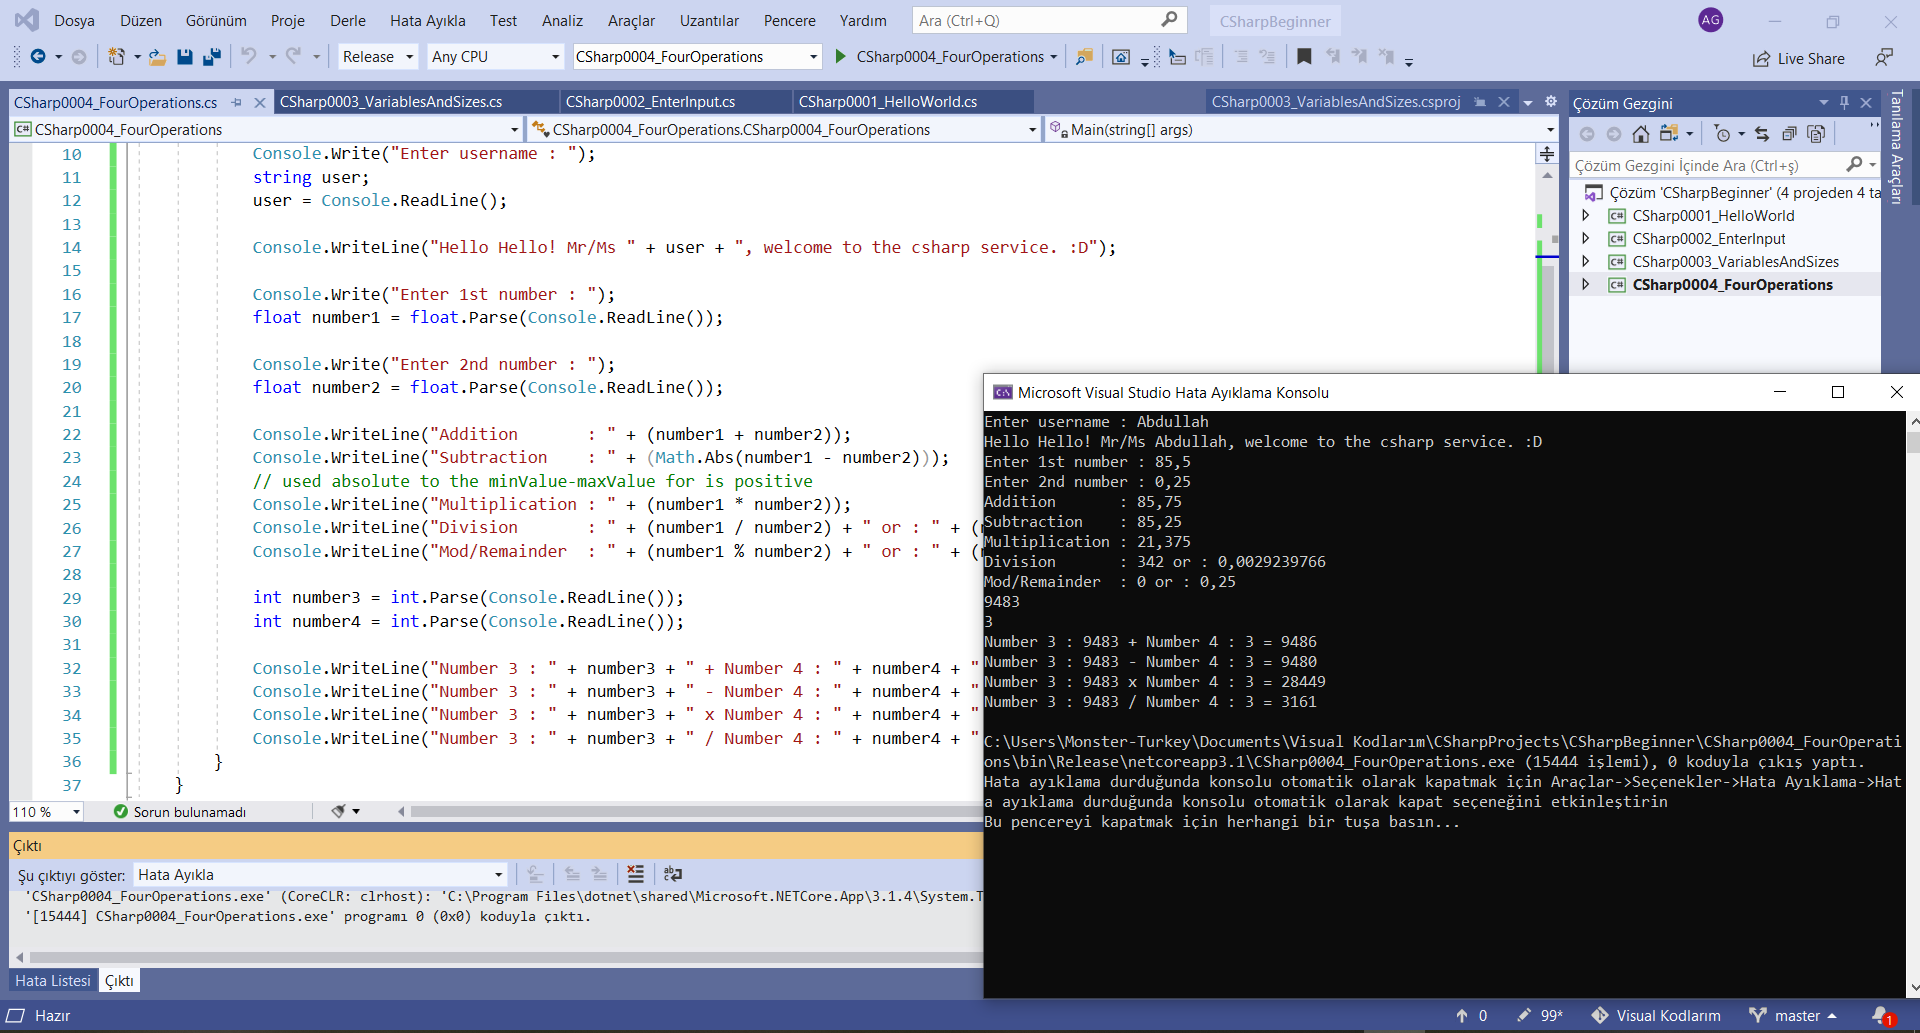 Dosya Düzen Görünüm Proje Derle Hata Ayıkla Test Analiz Araçlar Uzantılar Pencere Yardım Ara (Ctrl+Q) CSharpBeginner AG
Release Any CPU CSharp0004_FourOperations CSharp0004_FourOperations Live Share
CSharp0004_FourOperations.cs CSharp0003_VariablesAndSizes.cs CSharp0002_EnterInput.cs CSharp0001_HelloWorld.cs CSharp0003_VariablesAndSizes.csproj
C# CSharp0004_FourOperations CSharp0004_FourOperations.CSharp0004_FourOperations Main(string[] args)
10 Console.Write("Enter username : ");
11 string user;
12 user = Console.ReadLine();
13
14 Console.WriteLine("Hello Hello! Mr/Ms " + user + ", welcome to the csharp service. :D");
15
16 Console.Write("Enter 1st number : ");
17 float number1 = float.Parse(Console.ReadLine());
18
19 Console.Write("Enter 2nd number : ");
20 float number2 = float.Parse(Console.ReadLine());
21
22 Console.WriteLine("Addition       : " + (number1 + number2));
23 Console.WriteLine("Subtraction    : " + (Math.Abs(number1 - number2)));
24 // used absolute to the minValue-maxValue for is positive
25 Console.WriteLine("Multiplication : " + (number1 * number2));
26 Console.WriteLine("Division       : " + (number1 / number2) + " or : " + (
27 Console.WriteLine("Mod/Remainder  : " + (number1 % number2) + " or : " + (
28
29 int number3 = int.Parse(Console.ReadLine());
30 int number4 = int.Parse(Console.ReadLine());
31
32 Console.WriteLine("Number 3 : " + number3 + " + Number 4 : " + number4 + "
33 Console.WriteLine("Number 3 : " + number3 + " - Number 4 : " + number4 + "
34 Console.WriteLine("Number 3 : " + number3 + " x Number 4 : " + number4 + "
35 Console.WriteLine("Number 3 : " + number3 + " / Number 4 : " + number4 + "
36 }
37 }
110 % Sorun bulunamadı
Çıktı
Şu çıktıyı göster: Hata Ayıkla
'CSharp0004_FourOperations.exe' (CoreCLR: clrhost): 'C:\Program Files\dotnet\shared\Microsoft.NETCore.App\3.1.4\System.T
'[15444] CSharp0004_FourOperations.exe' programı 0 (0x0) koduyla çıktı.
Hata Listesi Çıktı
Çözüm Gezgini
Çözüm Gezgini İçinde Ara (Ctrl+ş)
Çözüm 'CSharpBeginner' (4 projeden 4 ta
C# CSharp0001_HelloWorld
C# CSharp0002_EnterInput
C# CSharp0003_VariablesAndSizes
C# CSharp0004_FourOperations
Tanılama Araçları
Microsoft Visual Studio Hata Ayıklama Konsolu
Enter username : Abdullah
Hello Hello! Mr/Ms Abdullah, welcome to the csharp service. :D
Enter 1st number : 85,5
Enter 2nd number : 0,25
Addition       : 85,75
Subtraction    : 85,25
Multiplication : 21,375
Division       : 342 or : 0,0029239766
Mod/Remainder  : 0 or : 0,25
9483
3
Number 3 : 9483 + Number 4 : 3 = 9486
Number 3 : 9483 - Number 4 : 3 = 9480
Number 3 : 9483 x Number 4 : 3 = 28449
Number 3 : 9483 / Number 4 : 3 = 3161
C:\Users\Monster-Turkey\Documents\Visual Kodlarım\CSharpProjects\CSharpBeginner\CSharp0004_FourOperati
ons\bin\Release\netcoreapp3.1\CSharp0004_FourOperations.exe (15444 işlemi), 0 koduyla çıkış yaptı.
Hata ayıklama durduğunda konsolu otomatik olarak kapatmak için Araçlar->Seçenekler->Hata Ayıklama->Hat
a ayıklama durduğunda konsolu otomatik olarak kapat seçeneğini etkinleştirin
Bu pencereyi kapatmak için herhangi bir tuşa basın...
Hazır 0 99* Visual Kodlarım master 1